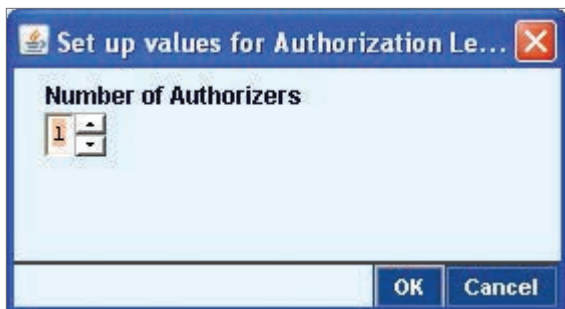 Set up values for Authorization Le...
Number of Authorizers
1
OK Cancel